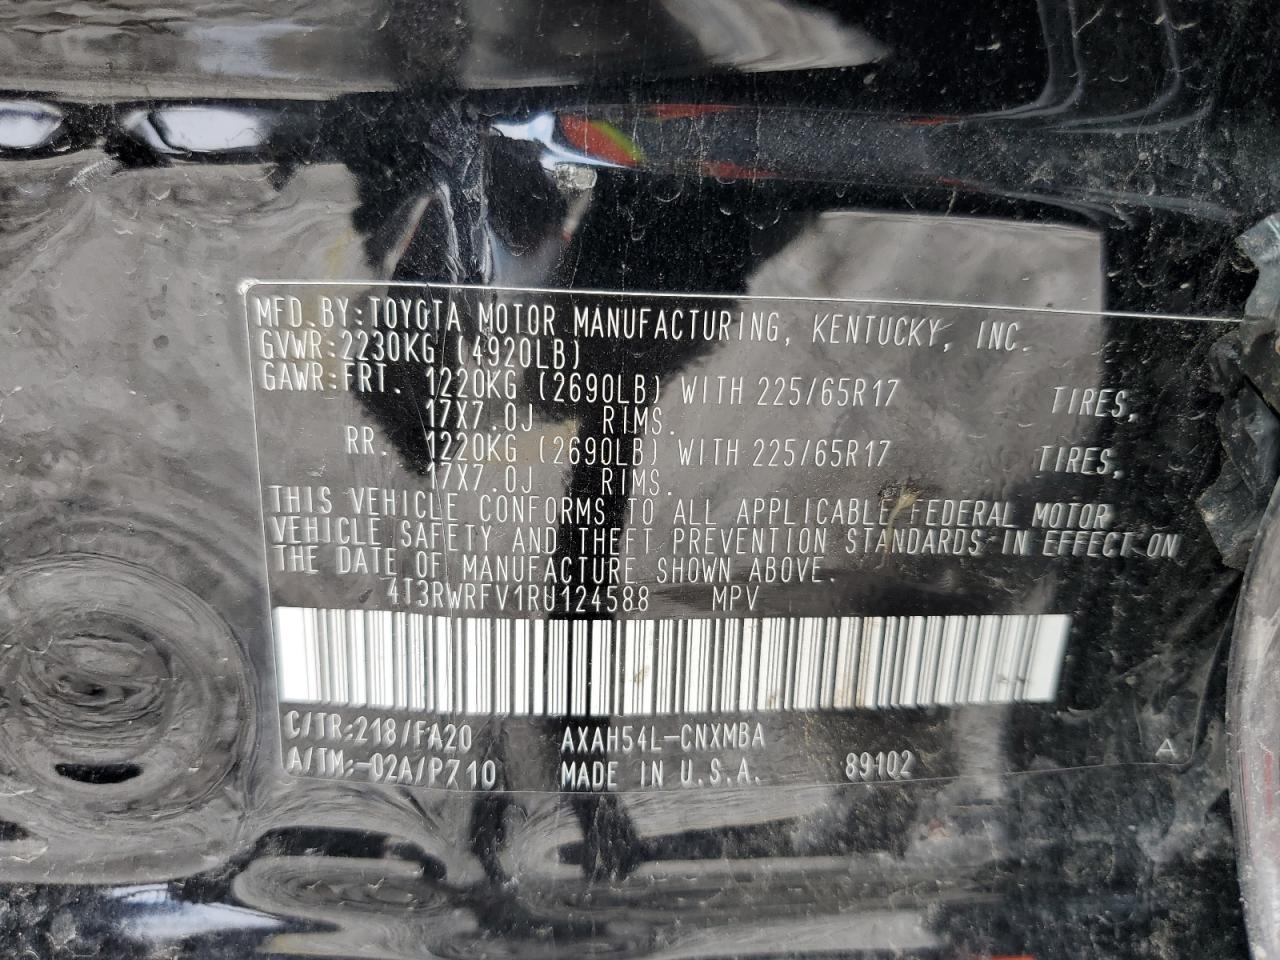 MFD. BY: TOYOTA MOTOR MANUFACTURING, KENTUCKY, INC.
GVWR: 2230KG (4920LB)
GAWR: FRT. 1220KG (2690LB) WITH 225/65R17 TIRES,
17X7.0J RIMS.
RR. 1220KG (2690LB) WITH 225/65R17 TIRES,
17X7.0J RIMS.
THIS VEHICLE CONFORMS TO ALL APPLICABLE FEDERAL MOTOR
VEHICLE SAFETY AND THEFT PREVENTION STANDARDS IN EFFECT ON
THE DATE OF MANUFACTURE SHOWN ABOVE.
4T3RWRFV1RU124588 MPV
C/TR: 218/FA20 AXAH54L-CNXMBA
A/TM: -02A/P710 MADE IN U.S.A. 89102 A